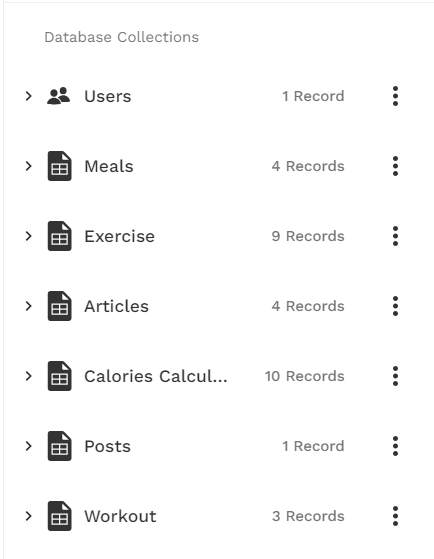 Database Collections
Users 1 Record
Meals 4 Records
Exercise 9 Records
Articles 4 Records
Calories Calcul... 10 Records
Posts 1 Record
Workout 3 Records